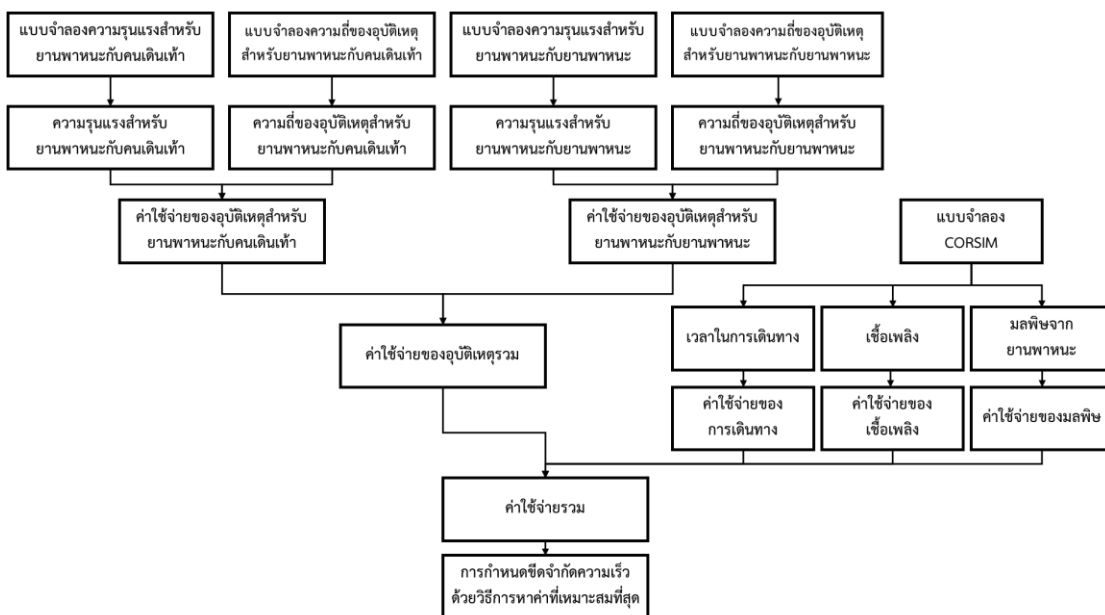 แบบจำลองความรุนแรงสำหรับ
ยานพาหนะกับคนเดินเท้า
แบบจำลองความถี่ของอุบัติเหตุ
สำหรับยานพาหนะกับคนเดินเท้า
แบบจำลองความรุนแรงสำหรับ
ยานพาหนะกับยานพาหนะ
แบบจำลองความถี่ของอุบัติเหตุ
สำหรับยานพาหนะกับยานพาหนะ
ความรุนแรงสำหรับ
ยานพาหนะกับคนเดินเท้า
ความถี่ของอุบัติเหตุสำหรับ
ยานพาหนะกับคนเดินเท้า
ความรุนแรงสำหรับ
ยานพาหนะกับยานพาหนะ
ความถี่ของอุบัติเหตุสำหรับ
ยานพาหนะกับยานพาหนะ
ค่าใช้จ่ายของอุบัติเหตุสำหรับ
ยานพาหนะกับคนเดินเท้า
ค่าใช้จ่ายของอุบัติเหตุสำหรับ
ยานพาหนะกับยานพาหนะ
แบบจำลอง
CORSIM
ค่าใช้จ่ายของอุบัติเหตุรวม
เวลาในการเดินทาง
เชื้อเพลิง
มลพิษจาก
ยานพาหนะ
ค่าใช้จ่ายของ
การเดินทาง
ค่าใช้จ่ายของ
เชื้อเพลิง
ค่าใช้จ่ายของมลพิษ
ค่าใช้จ่ายรวม
การกำหนดขีดจำกัดความเร็ว
ด้วยวิธีการหาค่าที่เหมาะสมที่สุด